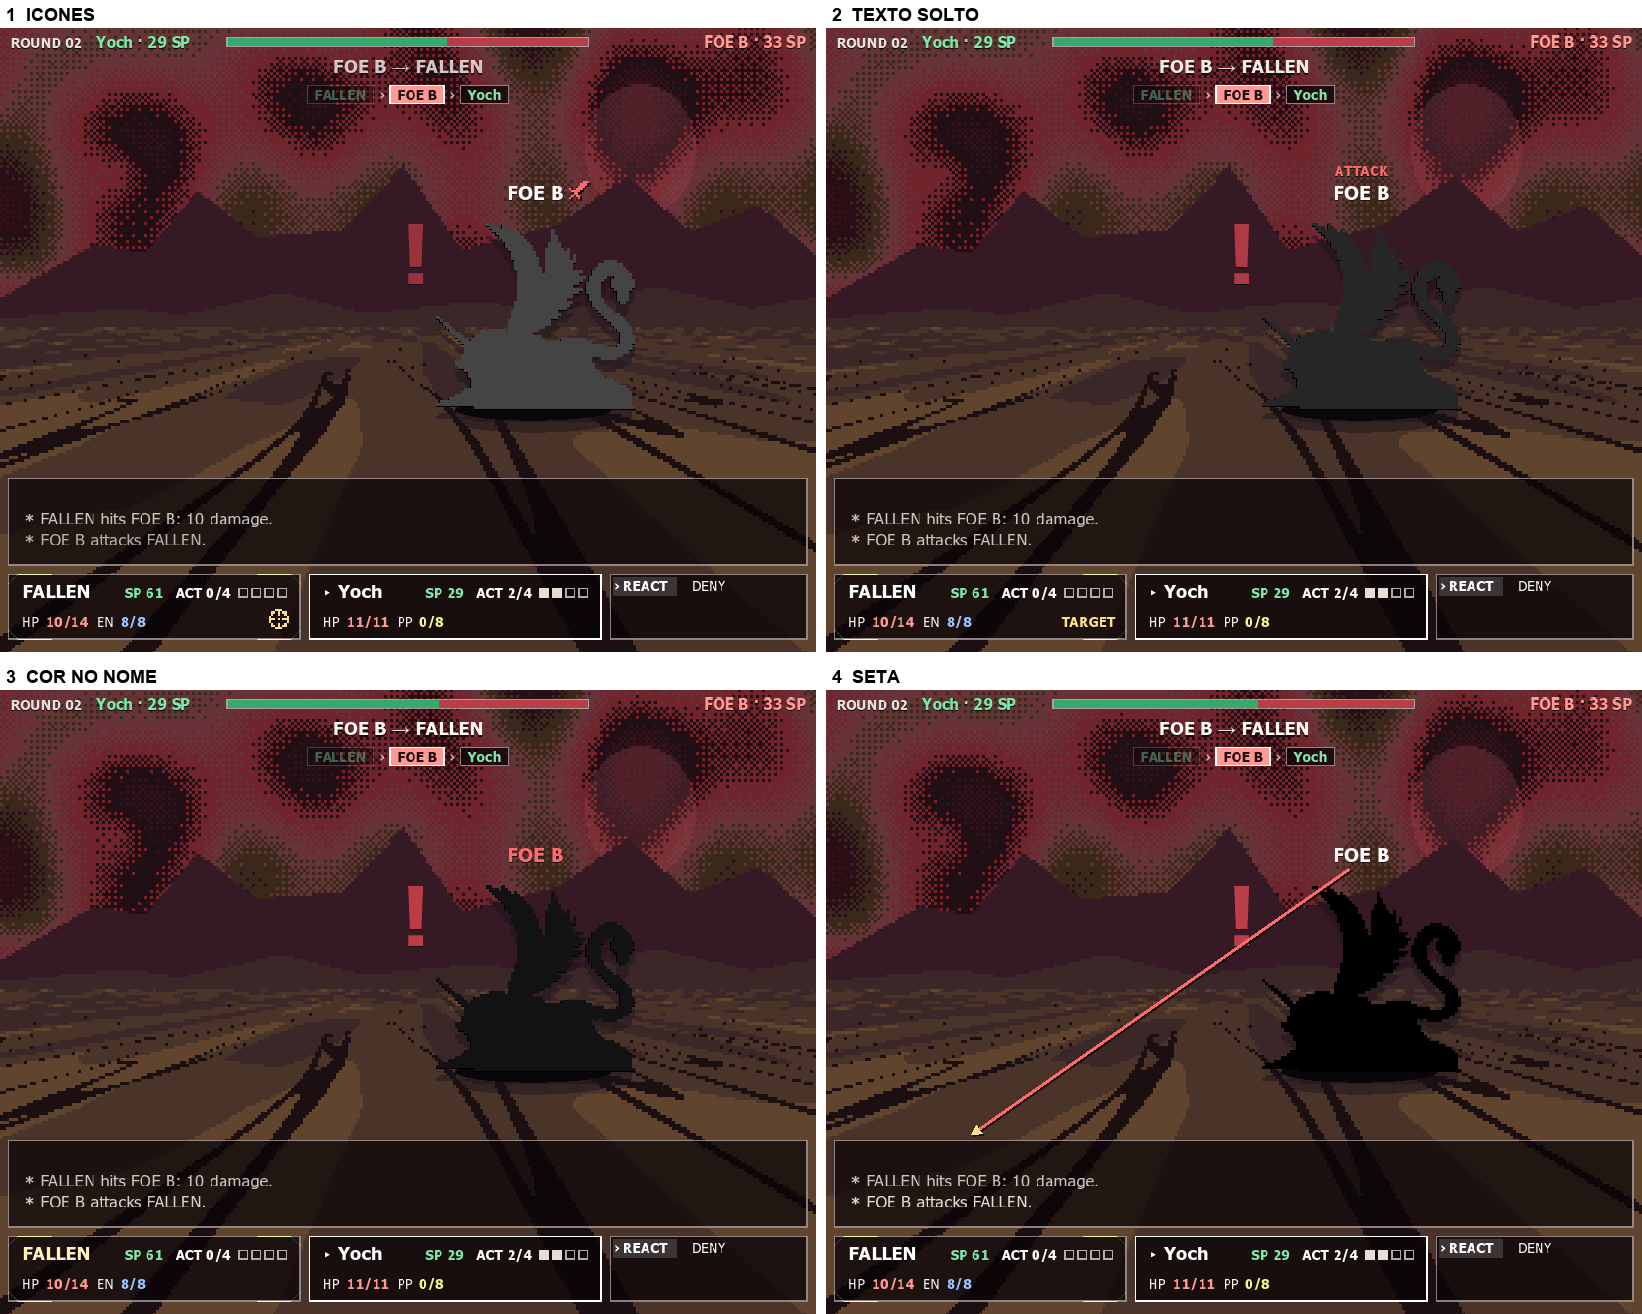 1 ICONES
ROUND 02 Yoch · 29 SP FOE B · 33 SP
FOE B → FALLEN
FALLEN › FOE B › Yoch
FOE B
!
* FALLEN hits FOE B: 10 damage.
* FOE B attacks FALLEN.
FALLEN SP 61 ACT 0/4
HP 10/14 EN 8/8
▸ Yoch SP 29 ACT 2/4
HP 11/11 PP 0/8
› REACT DENY
2 TEXTO SOLTO
ROUND 02 Yoch · 29 SP FOE B · 33 SP
FOE B → FALLEN
FALLEN › FOE B › Yoch
ATTACK
FOE B
!
* FALLEN hits FOE B: 10 damage.
* FOE B attacks FALLEN.
FALLEN SP 61 ACT 0/4
HP 10/14 EN 8/8 TARGET
▸ Yoch SP 29 ACT 2/4
HP 11/11 PP 0/8
› REACT DENY
3 COR NO NOME
ROUND 02 Yoch · 29 SP FOE B · 33 SP
FOE B → FALLEN
FALLEN › FOE B › Yoch
FOE B
!
* FALLEN hits FOE B: 10 damage.
* FOE B attacks FALLEN.
FALLEN SP 61 ACT 0/4
HP 10/14 EN 8/8
▸ Yoch SP 29 ACT 2/4
HP 11/11 PP 0/8
› REACT DENY
4 SETA
ROUND 02 Yoch · 29 SP FOE B · 33 SP
FOE B → FALLEN
FALLEN › FOE B › Yoch
FOE B
!
* FALLEN hits FOE B: 10 damage.
* FOE B attacks FALLEN.
FALLEN SP 61 ACT 0/4
HP 10/14 EN 8/8
▸ Yoch SP 29 ACT 2/4
HP 11/11 PP 0/8
› REACT DENY